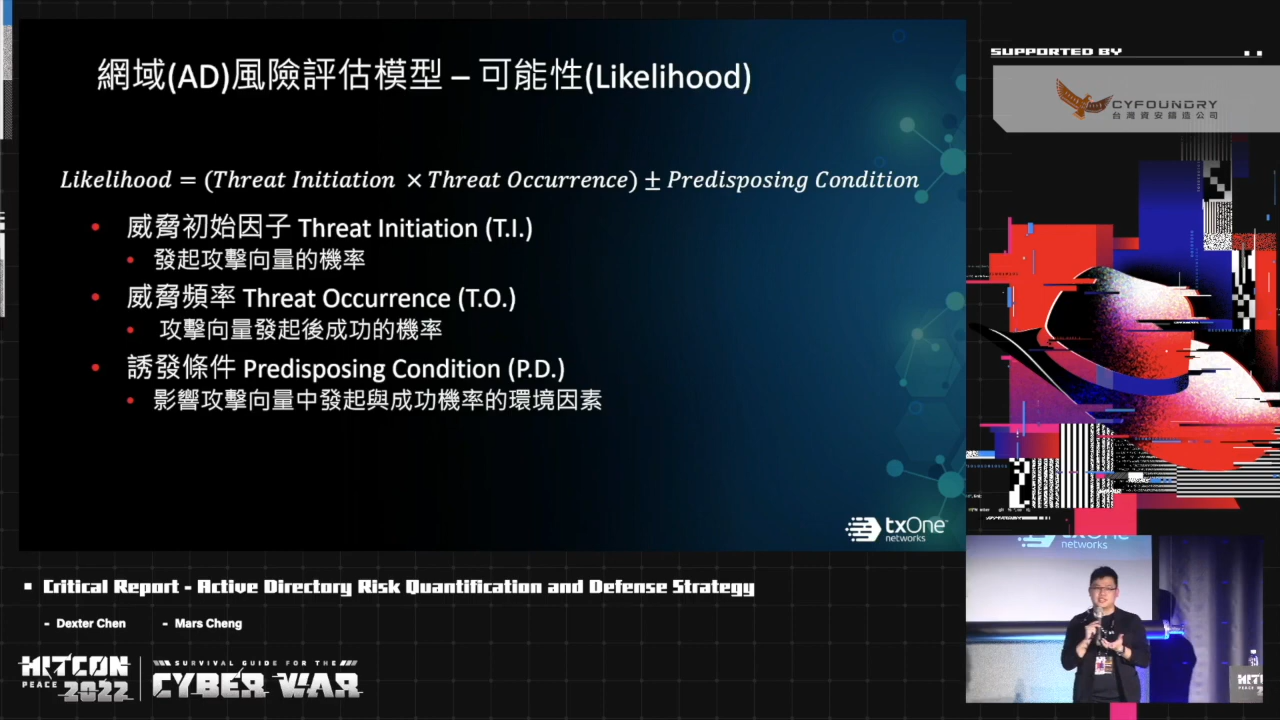 網域(AD)風險評估模型 – 可能性(Likelihood)
Likelihood = (Threat Initiation × Threat Occurrence) ± Predisposing Condition
• 威脅初始因子 Threat Initiation (T.I.)
• 發起攻擊向量的機率
• 威脅頻率 Threat Occurrence (T.O.)
• 攻擊向量發起後成功的機率
• 誘發條件 Predisposing Condition (P.D.)
• 影響攻擊向量中發起與成功機率的環境因素
txOne
networks
SUPPORTED BY
CYFOUNDRY
台灣資安鑄造公司
txOne
networks
HIT
Critical Report - Active Directory Risk Quantification and Defense Strategy
- Dexter Chen - Mars Cheng
HITCON
PEACE 2022
SURVIVAL GUIDE FOR THE
CYBER WAR